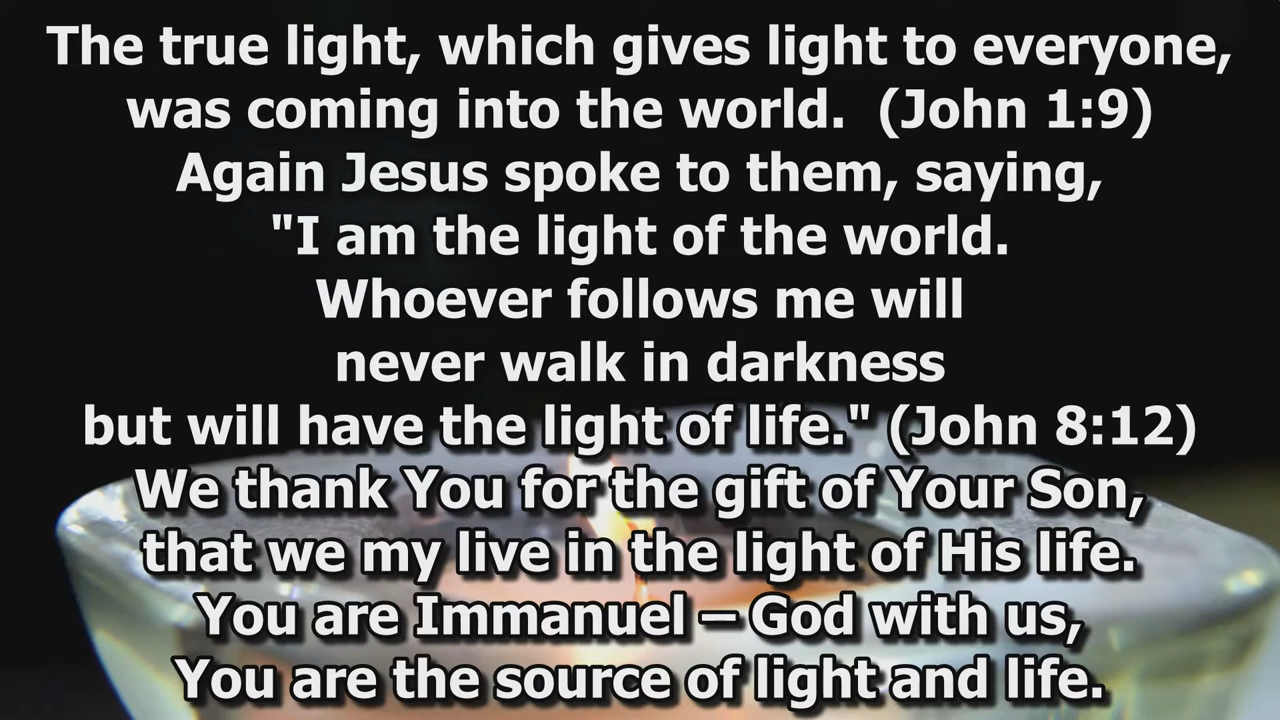 The true light, which gives light to everyone,
was coming into the world.  (John 1:9)
Again Jesus spoke to them, saying,
"I am the light of the world.
Whoever follows me will
never walk in darkness
but will have the light of life." (John 8:12)
We thank You for the gift of Your Son,
that we my live in the light of His life.
You are Immanuel – God with us,
You are the source of light and life.